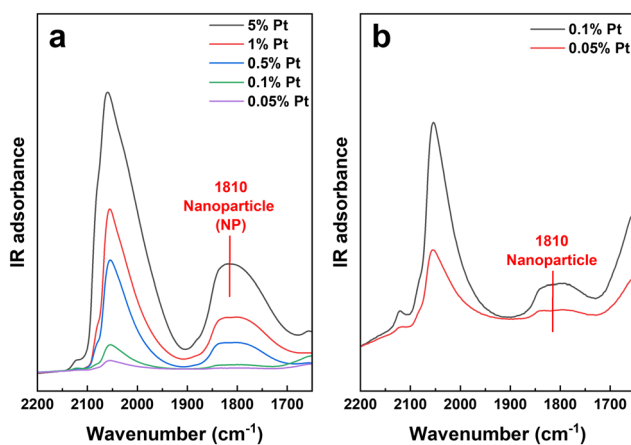 a
5% Pt
1% Pt
0.5% Pt
0.1% Pt
0.05% Pt
1810
Nanoparticle
(NP)
IR adsorbance
2200 2100 2000 1900 1800 1700
Wavenumber (cm⁻¹)
b
0.1% Pt
0.05% Pt
1810
Nanoparticle
IR adsorbance
2200 2100 2000 1900 1800 1700
Wavenumber (cm⁻¹)